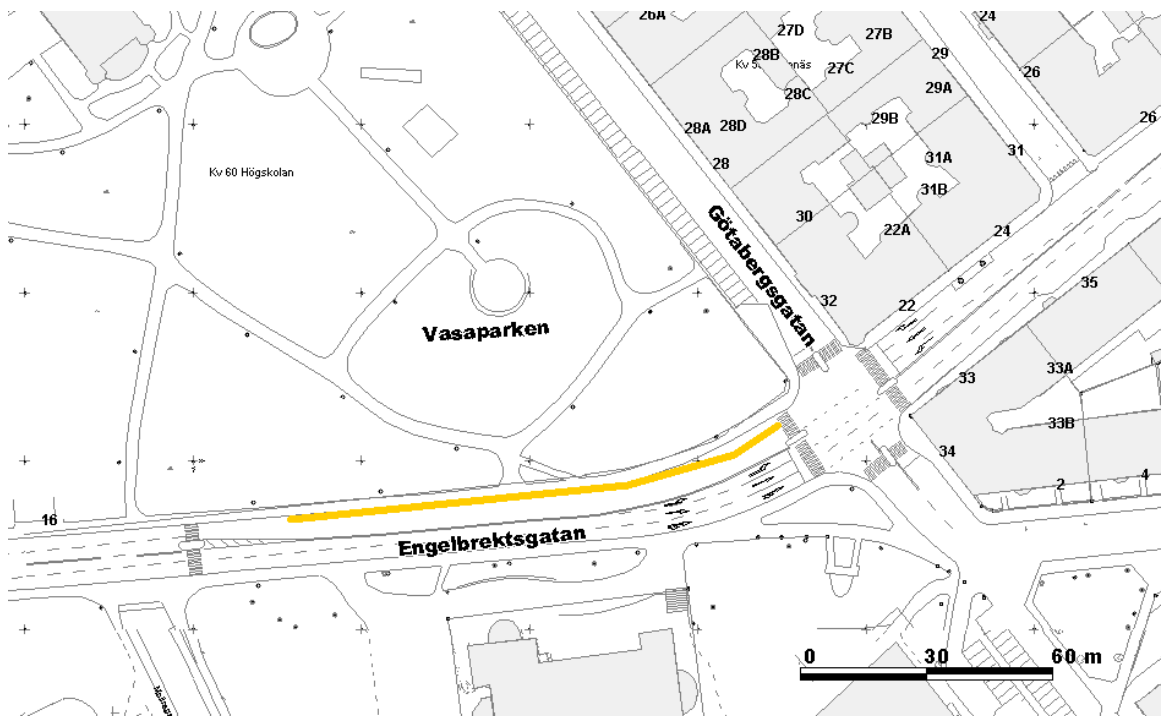 26A
27D
27B
24
28B
29
Kv 5
näs
27C
26
28C
29A
28A
28D
29B
26
28
31
31A
Kv 60 Högskolan
31B
30
Götabergsgatan
22A
24
32
22
35
Vasaparken
33A
33
33B
34
2
4
16
Engelbrektsgatan
0
30
60 m